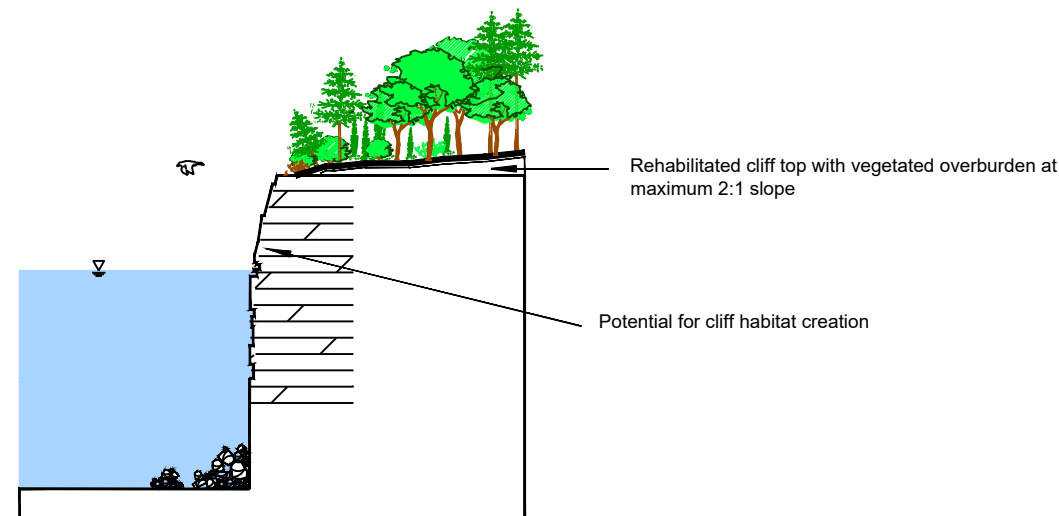 Rehabilitated cliff top with vegetated overburden at
maximum 2:1 slope
Potential for cliff habitat creation